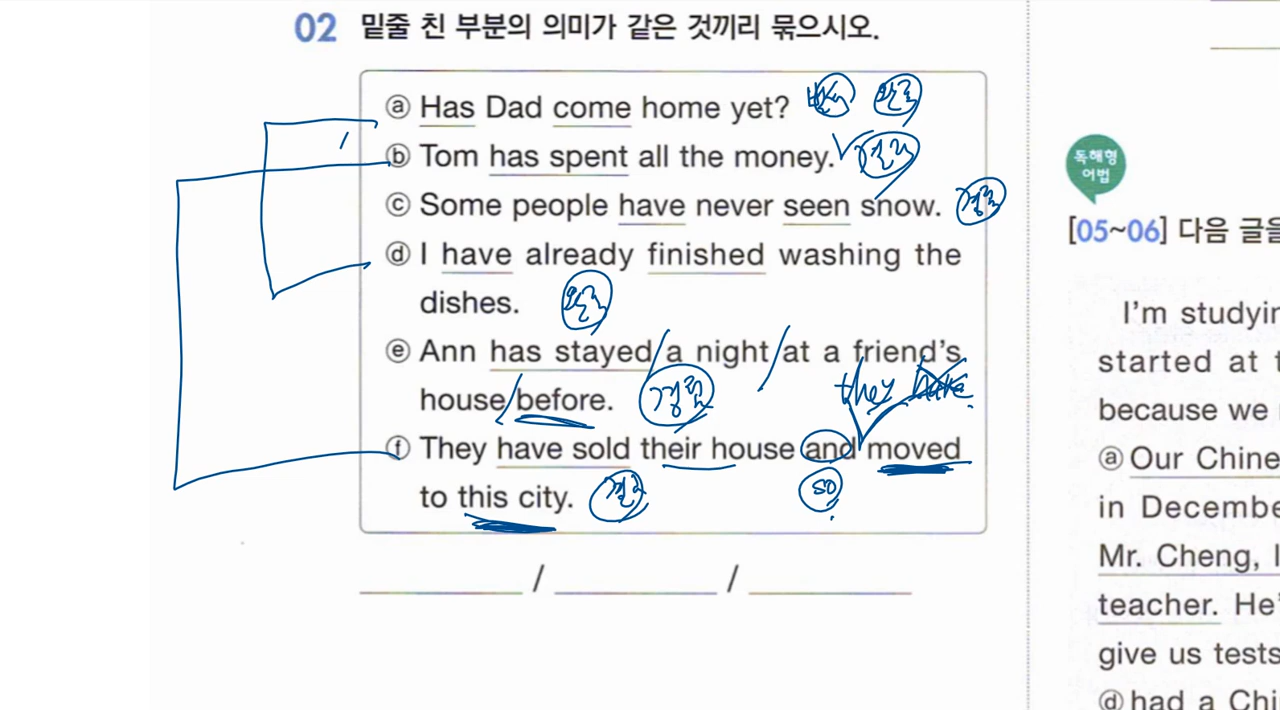 02 밑줄 친 부분의 의미가 같은 것끼리 묶으시오.
ⓐ Has Dad come home yet? 완료
ⓑ Tom has spent all the money. 결과
ⓒ Some people have never seen snow. 경험
ⓓ I have already finished washing the
dishes. 완료
ⓔ Ann has stayed / a night / at a friend's
house / before. 경험 they have
ⓕ They have sold their house and moved
to this city. 결과 so
/ /
독해형
어법
[05~06] 다음 글을
I'm studyin
started at t
because we
ⓐ Our Chine
in Decembe
Mr. Cheng, I
teacher. He'
give us tests
ⓓ had a Chi